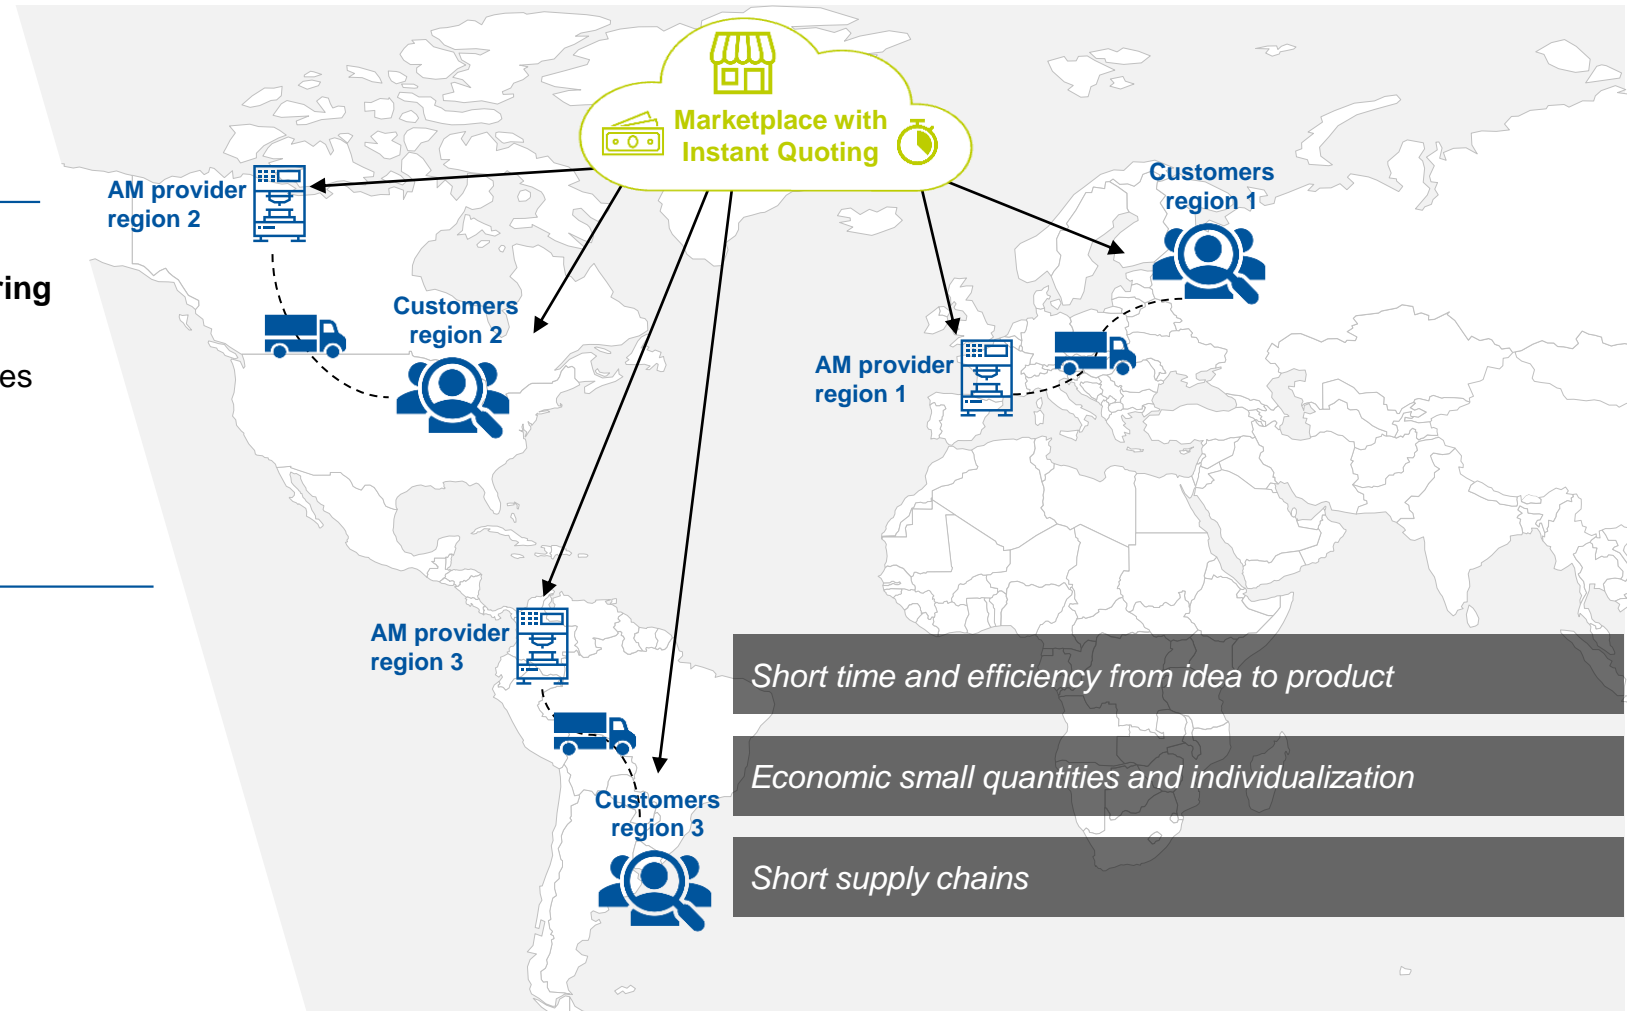 Marketplace with
Instant Quoting
AM provider
region 2
Customers
region 1
ring
Customers
region 2
es
AM provider
region 1
AM provider
region 3
Short time and efficiency from idea to product
Economic small quantities and individualization
Customers
region 3
Short supply chains